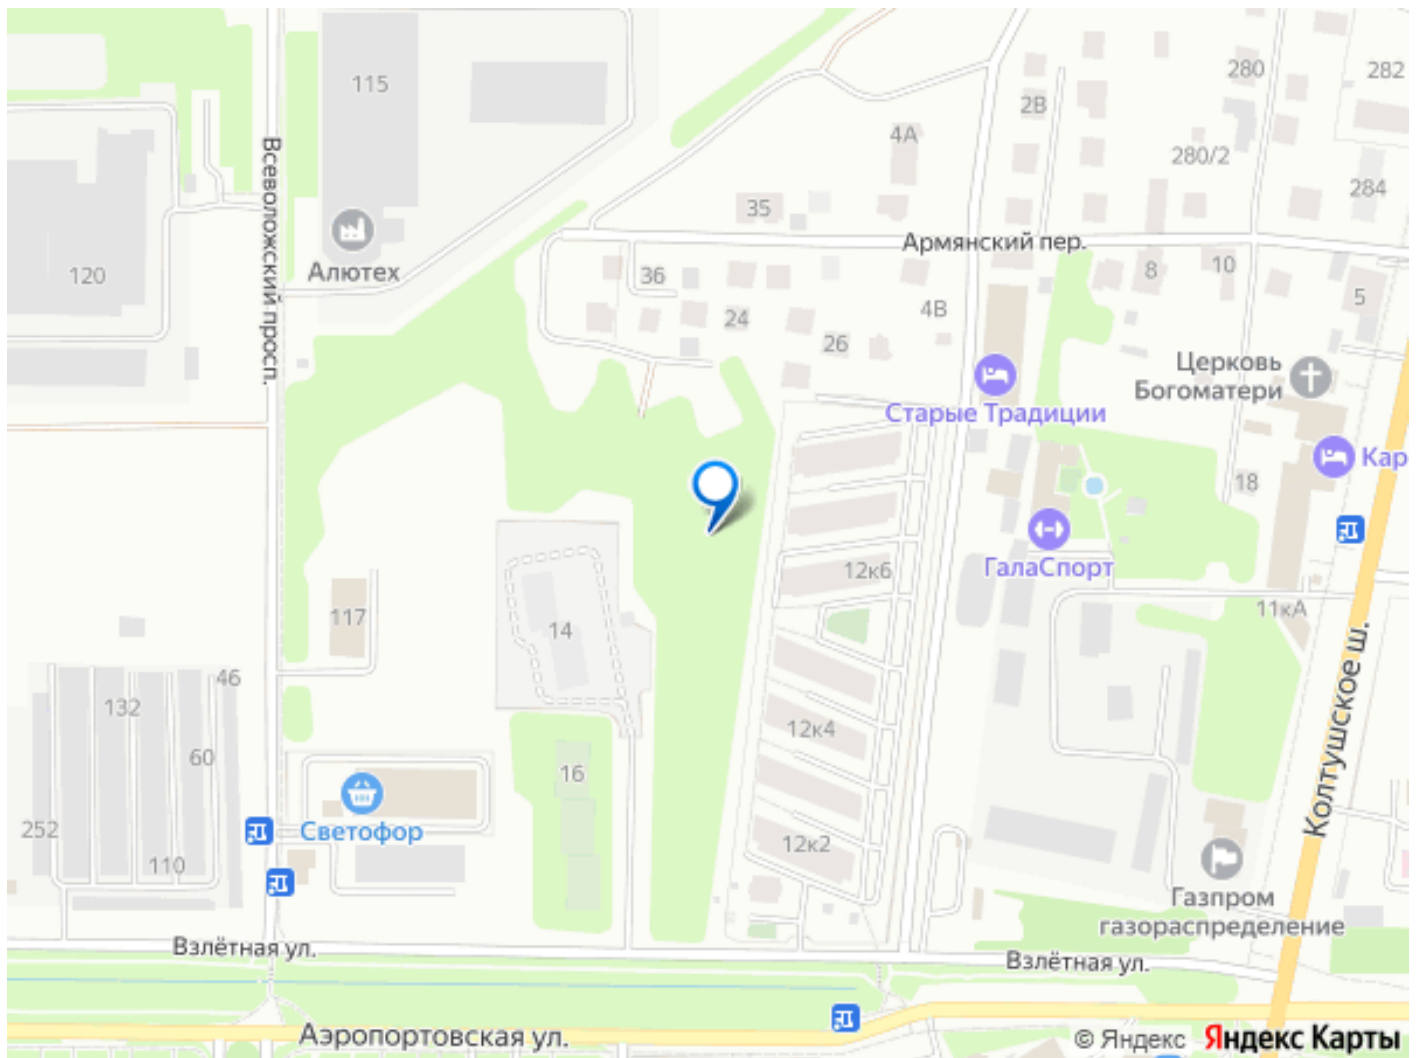 115
280
282
2В
4А
280/2
284
Всеволожский просп.
35
Армянский пер.
120
Алютех
36
8
10
5
24
4В
26
Церковь
Богоматери
Старые Традиции
Кар
18
ГалаСпорт
12к6
11кА
117
14
46
132
12к4
60
16
Колтушское ш.
252
Светофор
110
12к2
Газпром
газораспределение
Взлётная ул.
Взлётная ул.
Аэропортовская ул.
© Яндекс Яндекс Карты